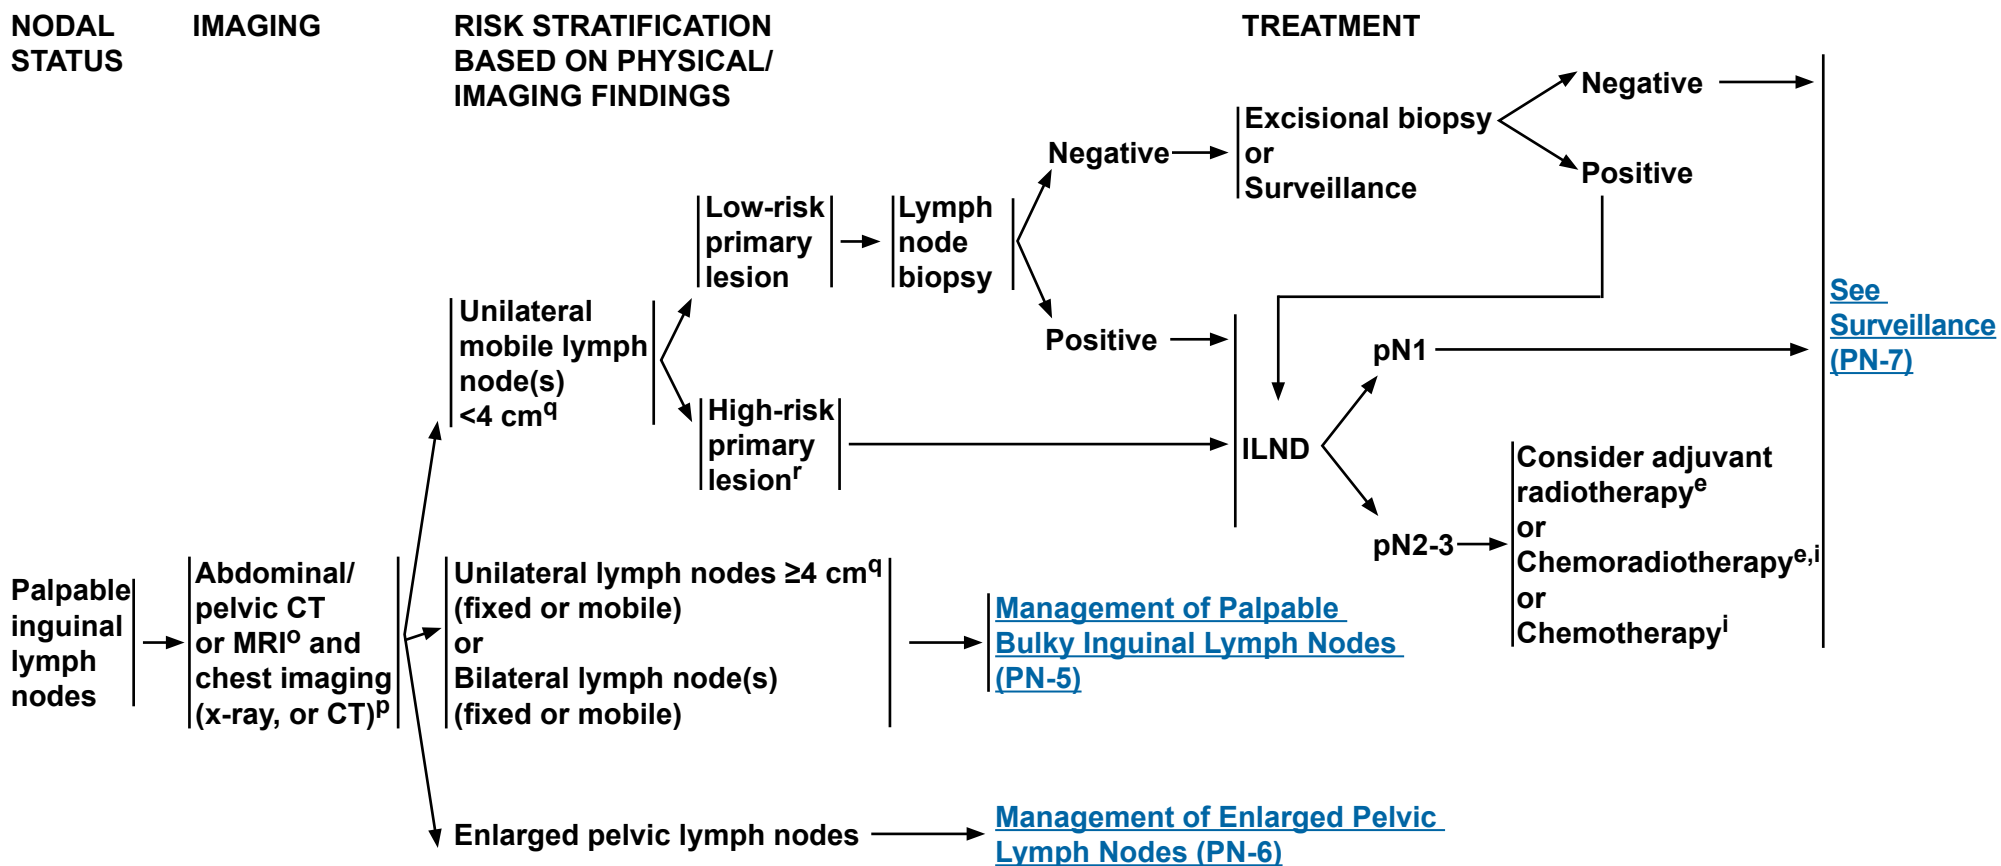 NODAL
STATUS
IMAGING
RISK STRATIFICATION
BASED ON PHYSICAL/
IMAGING FINDINGS
TREATMENT
Palpable
inguinal
lymph
nodes
Abdominal/
pelvic CT
or MRIo and
chest imaging
(x-ray, or CT)p
Unilateral
mobile lymph
node(s)
<4 cmq
Low-risk
primary
lesion
Lymph
node
biopsy
Negative
Excisional biopsy
or
Surveillance
Negative
Positive
Positive
High-risk
primary
lesionr
ILND
pN1
pN2-3
Consider adjuvant
radiotherapye
or
Chemoradiotherapye,i
or
Chemotherapyi
See
Surveillance
(PN-7)
Unilateral lymph nodes ≥4 cmq
(fixed or mobile)
or
Bilateral lymph node(s)
(fixed or mobile)
Management of Palpable
Bulky Inguinal Lymph Nodes
(PN-5)
Enlarged pelvic lymph nodes
Management of Enlarged Pelvic
Lymph Nodes (PN-6)